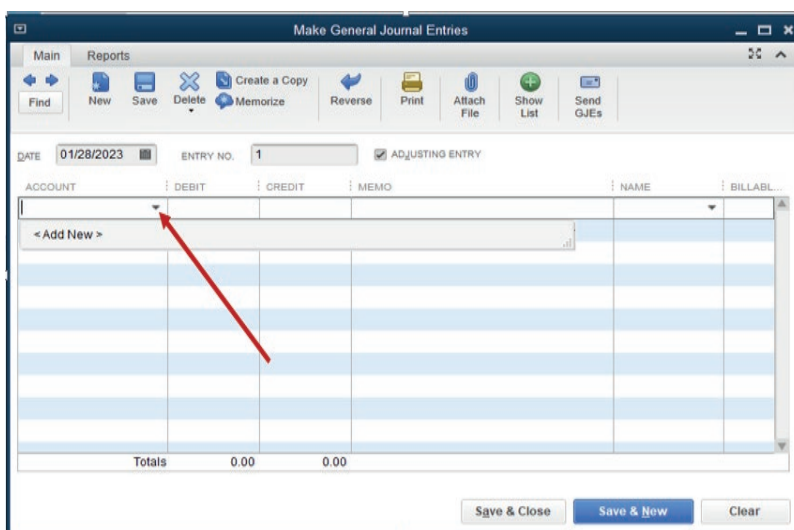 Make General Journal Entries
Main Reports
Find New Save Delete Create a Copy Memorize Reverse Print Attach File Show List Send GJEs
DATE 01/28/2023 ENTRY NO. 1 ADJUSTING ENTRY
ACCOUNT DEBIT CREDIT MEMO NAME BILLABL...
< Add New >
Totals 0.00 0.00
Save & Close Save & New Clear